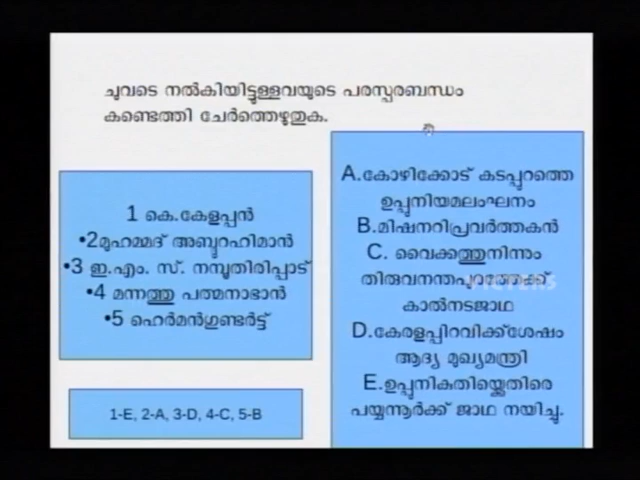 ചുവടെ നൽകിയിട്ടുള്ളവയുടെ പരസ്പരബന്ധം
കണ്ടെത്തി ചേർത്തെഴുതുക.
1 കെ.കേളപ്പൻ
•2മുഹമ്മദ് അബ്ദുറഹിമാൻ
•3 ഇ.എം. സ്. നമ്പൂതിരിപ്പാട്
•4 മന്നത്തു പത്മനാഭാൻ
•5 ഹെർമൻഗുണ്ടർട്ട്
A.കോഴിക്കോട് കടപ്പുറത്തെ
ഉപ്പുനിയമലംഘനം
B.മിഷനറിപ്രവർത്തകൻ
C. വൈക്കത്തുനിന്നും
തിരുവനന്തപുരത്തേക്ക്
കാൽനടജാഥ
D.കേരളപ്പിറവിക്ക്ശേഷം
ആദ്യ മുഖ്യമന്ത്രി
E.ഉപ്പുനികുതിയ്ക്കെതിരെ
പയ്യന്നൂർക്ക് ജാഥ നയിച്ചു.
1-E, 2-A, 3-D, 4-C, 5-B
VICTERS